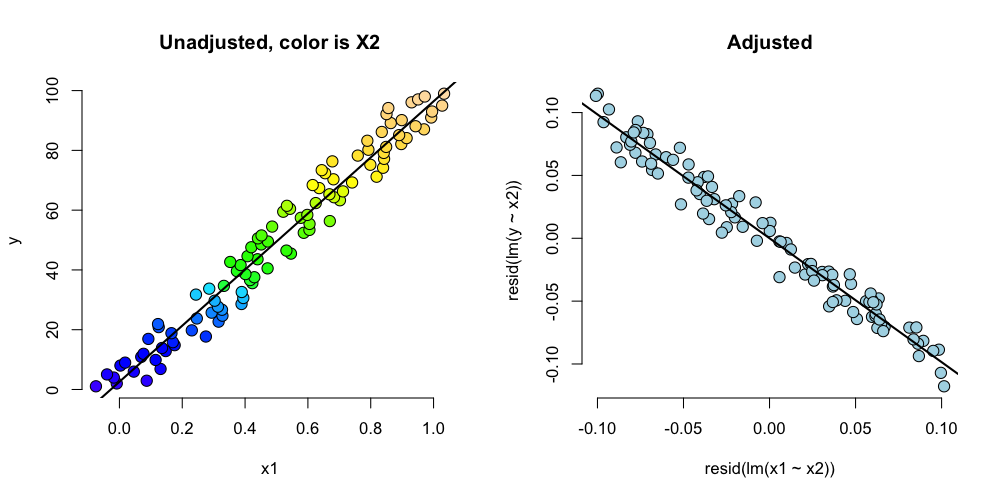 Unadjusted, color is X2
y
0
20
40
60
80
100
0.0 0.2 0.4 0.6 0.8 1.0
x1
Adjusted
resid(lm(y ~ x2))
-0.10
-0.05
0.00
0.05
0.10
-0.10 -0.05 0.00 0.05 0.10
resid(lm(x1 ~ x2))